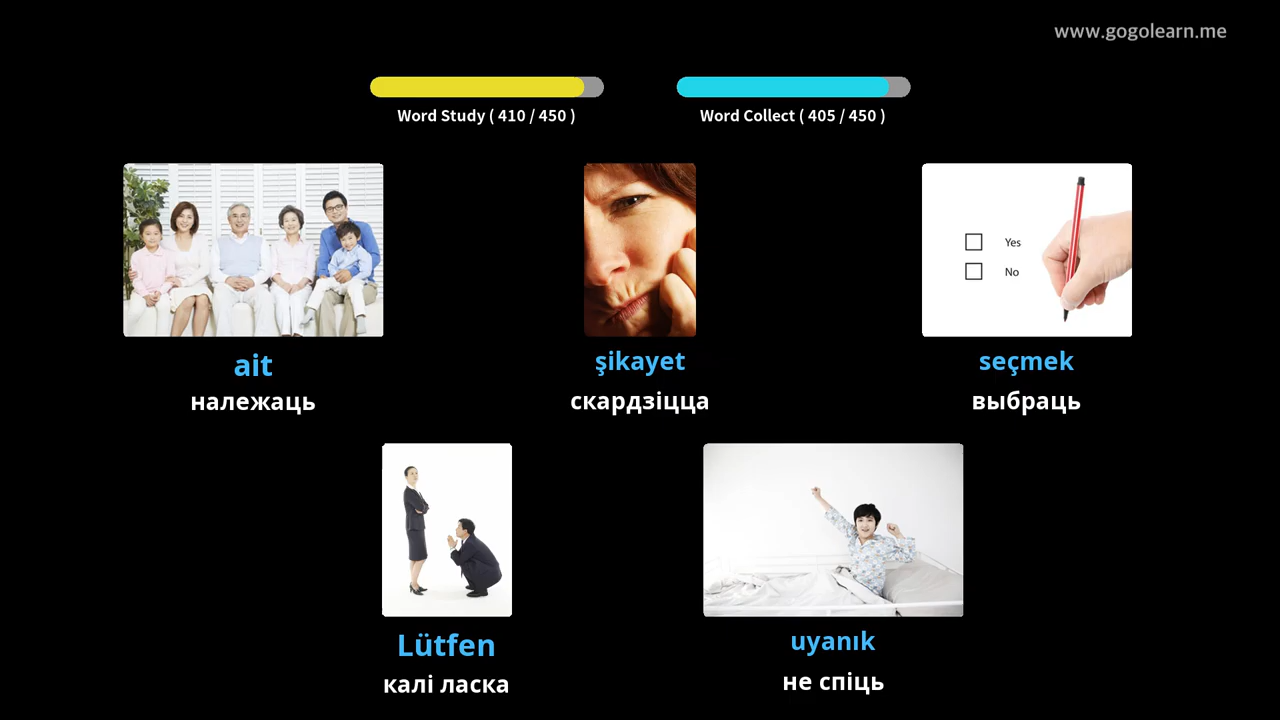 www.gogolearn.me
Word Study ( 410 / 450 )
Word Collect ( 405 / 450 )
Yes
No
ait
належаць
şikayet
скардзіцца
seçmek
выбраць
Lütfen
калі ласка
uyanık
не спіць